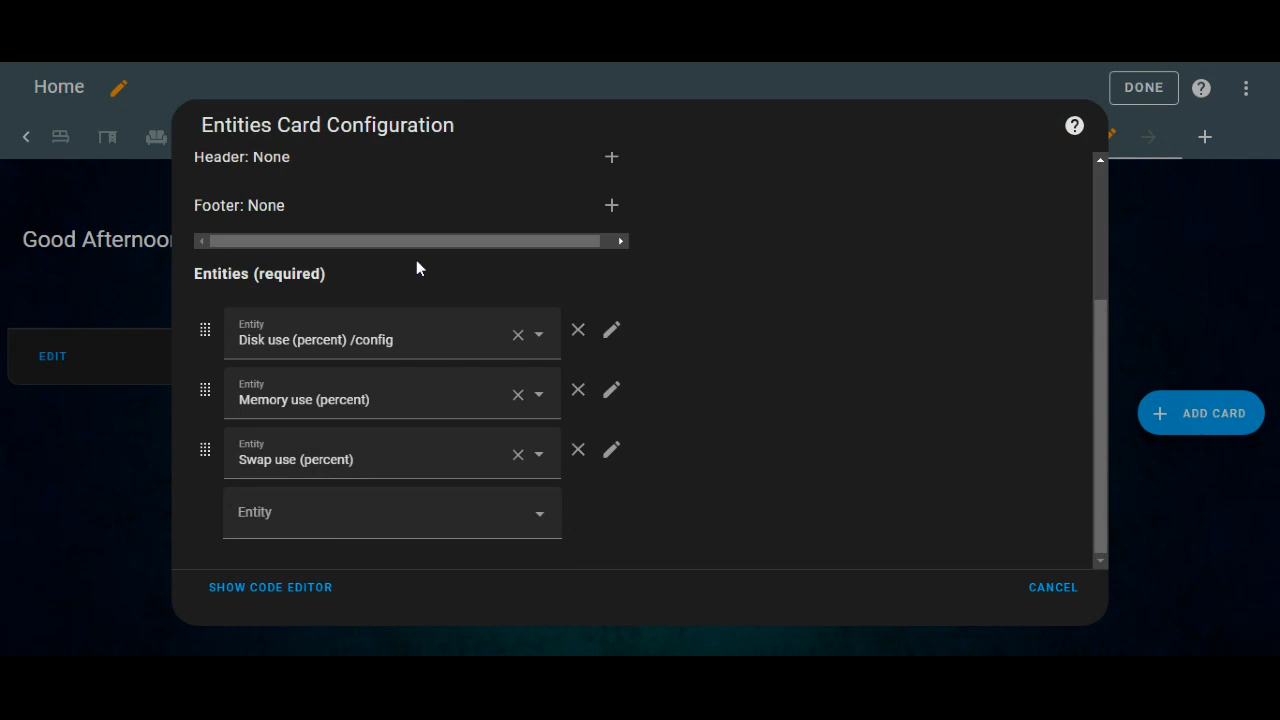 Home
DONE
Entities Card Configuration
Header: None
Footer: None
Good Afternoo
Entities (required)
Entity
Disk use (percent) /config
EDIT
Entity
Memory use (percent)
ADD CARD
Entity
Swap use (percent)
Entity
SHOW CODE EDITOR
CANCEL